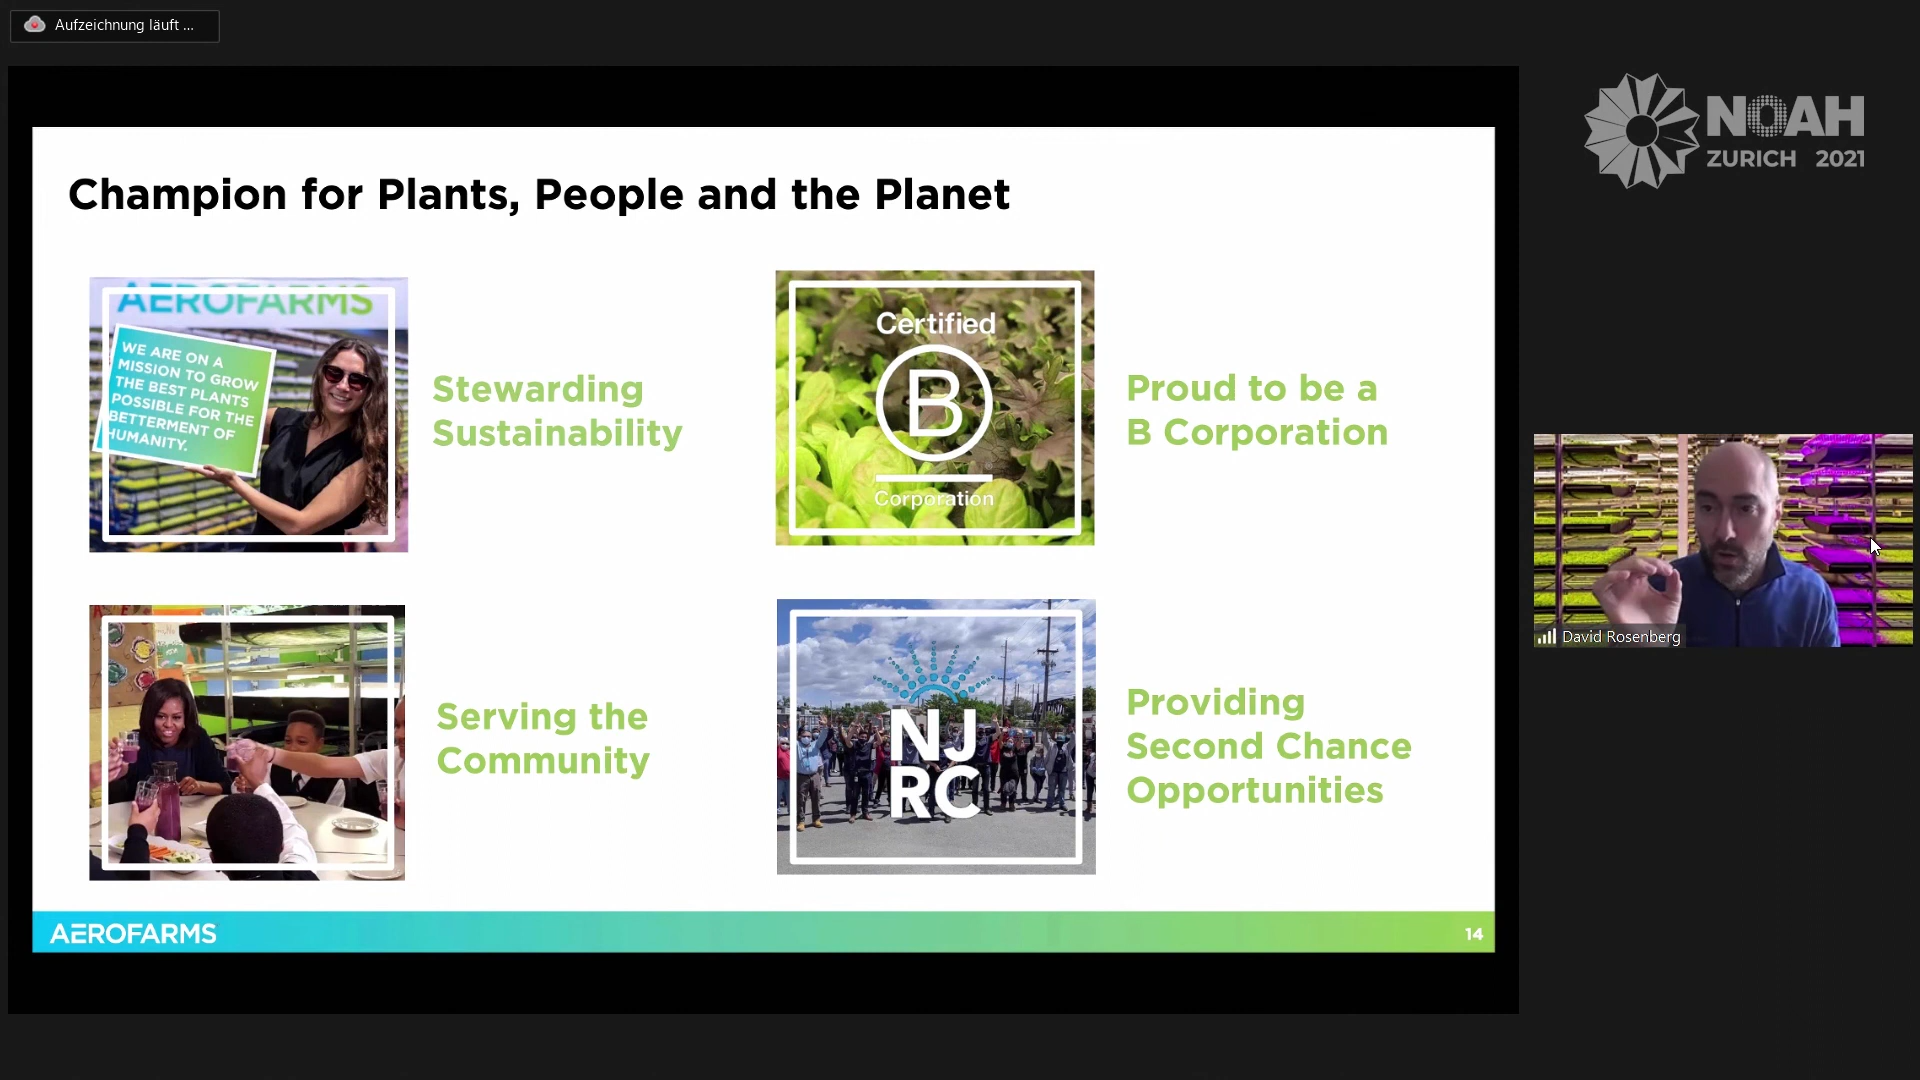 Aufzeichnung läuft ...
NOAH
ZURICH 2021
Champion for Plants, People and the Planet
AEROFARMS
WE ARE ON A
MISSION TO GROW
THE BEST PLANTS
POSSIBLE FOR THE
BETTERMENT OF
HUMANITY.
Stewarding
Sustainability
Certified
B
Corporation
Proud to be a
B Corporation
Serving the
Community
NJ
RC
Providing
Second Chance
Opportunities
David Rosenberg
AEROFARMS
14